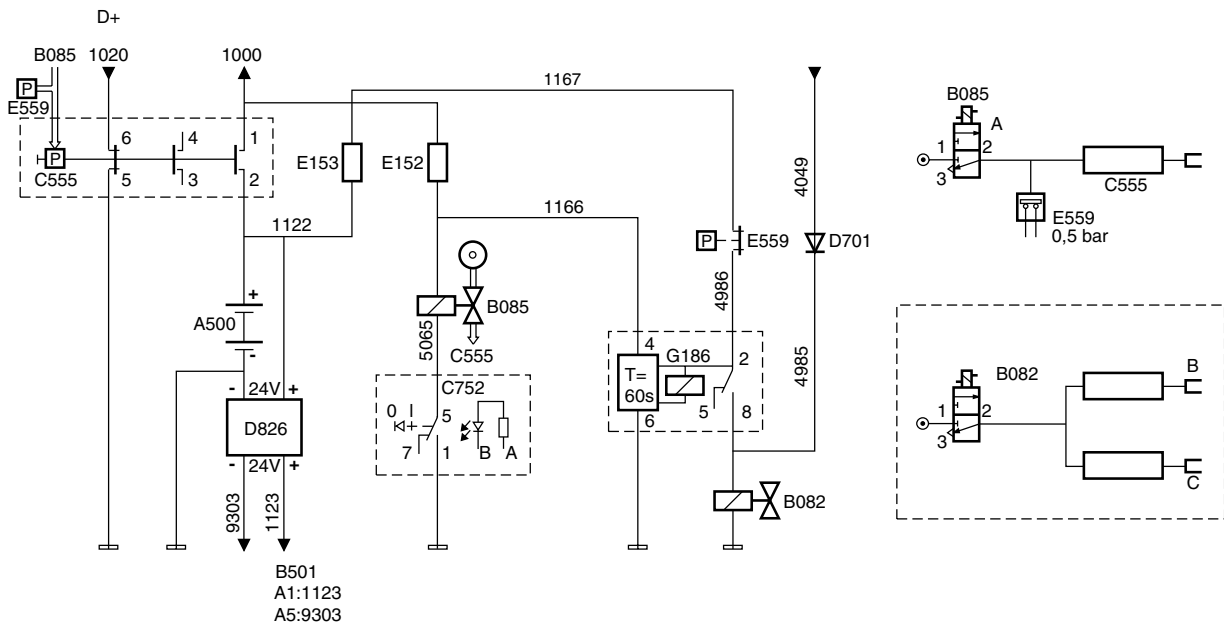 D+
B085
1020
1000
P
E559
6
4
1
P
C555
5
3
2
1122
E153
E152
1167
1166
+
A500
-
- 24V +
D826
- 24V +
9303
1123
B501
A1:1123
A5:9303
B085
5065
C555
C752
0 I
5
7
1
B
A
4
G186
2
T=
60s
5
8
6
P
E559
4986
4049
D701
4985
B082
B085
A
1
2
3
C555
E559
0,5 bar
B082
B
1
2
3
C